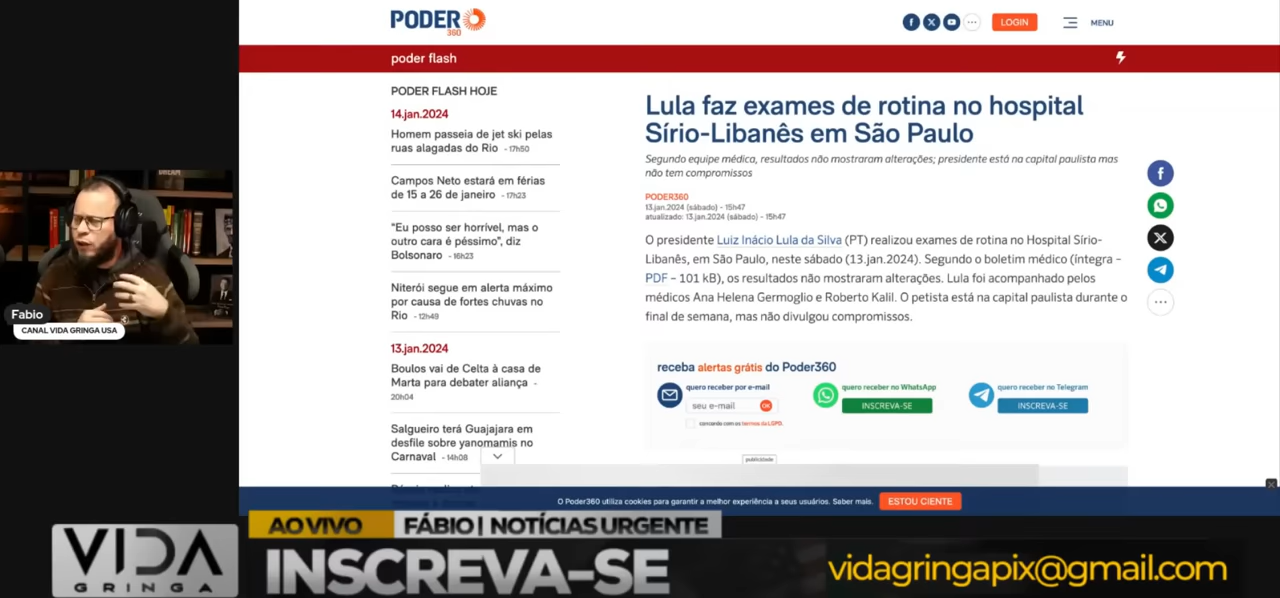 PODER
360
LOGIN
MENU
poder flash
PODER FLASH HOJE
14.jan.2024
Homem passeia de jet ski pelas
ruas alagadas do Rio - 17h50
Campos Neto estará em férias
de 15 a 26 de janeiro - 17h23
“Eu posso ser horrível, mas o
outro cara é péssimo”, diz
Bolsonaro - 16h23
Niterói segue em alerta máximo
por causa de fortes chuvas no
Rio - 12h49
13.jan.2024
Boulos vai de Celta à casa de
Marta para debater aliança -
20h04
Salgueiro terá Guajajara em
desfile sobre yanomamis no
Carnaval - 14h08
Lula faz exames de rotina no hospital
Sírio-Libanês em São Paulo
Segundo equipe médica, resultados não mostraram alterações; presidente está na capital paulista mas
não tem compromissos
PODER360
13.jan.2024 (sábado) - 15h47
atualizado: 13.jan.2024 (sábado) - 15h47
O presidente Luiz Inácio Lula da Silva (PT) realizou exames de rotina no Hospital Sírio-
Libanês, em São Paulo, neste sábado (13.jan.2024). Segundo o boletim médico (íntegra –
PDF – 101 kB), os resultados não mostraram alterações. Lula foi acompanhado pelos
médicos Ana Helena Germoglio e Roberto Kalil. O petista está na capital paulista durante o
final de semana, mas não divulgou compromissos.
receba alertas grátis do Poder360
quero receber por e-mail
seu e-mail OK
concordo com os termos da LGPD.
quero receber no WhatsApp
INSCREVA-SE
quero receber no Telegram
INSCREVA-SE
publicidade
O Poder360 utiliza cookies para garantir a melhor experiência a seus usuários. Saber mais. ESTOU CIENTE
Fabio
CANAL VIDA GRINGA USA
VIDA
GRINGA
AO VIVO FÁBIO | NOTÍCIAS URGENTE
INSCREVA-SE
vidagringapix@gmail.com